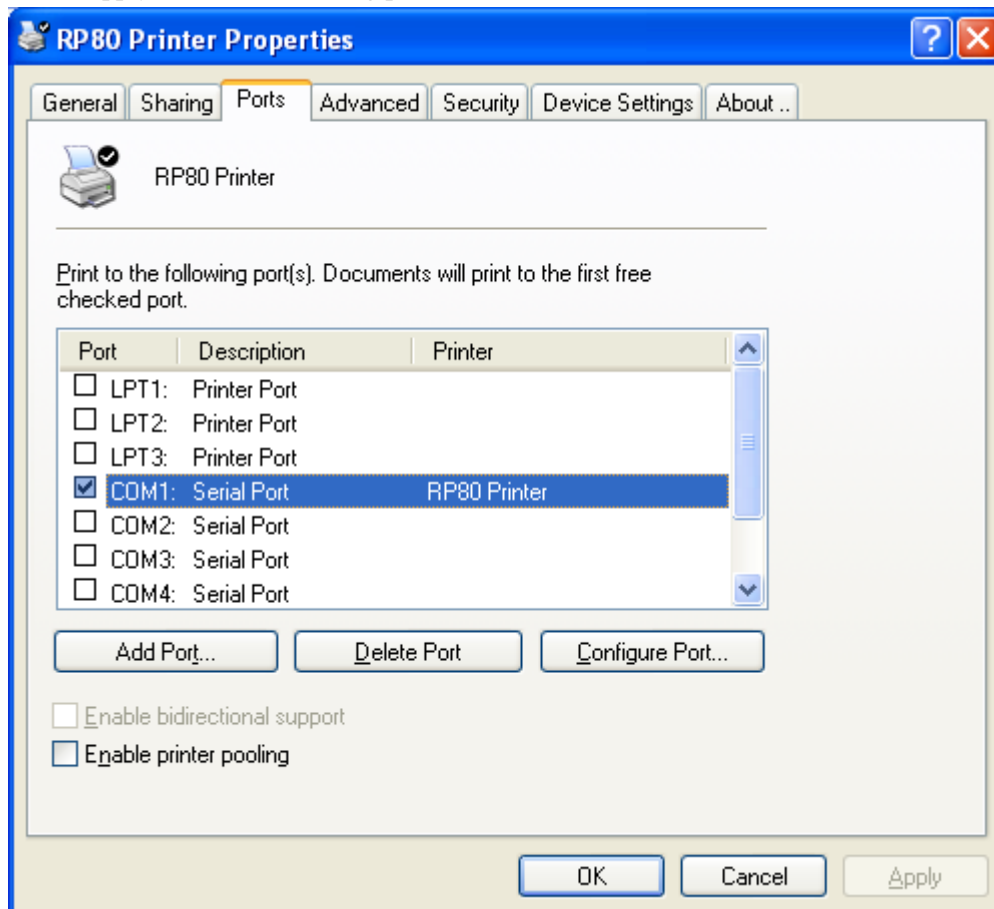 RP80 Printer Properties
General Sharing Ports Advanced Security Device Settings About ..
RP80 Printer
Print to the following port(s). Documents will print to the first free
checked port.
Port Description Printer
LPT1: Printer Port
LPT2: Printer Port
LPT3: Printer Port
COM1: Serial Port RP80 Printer
COM2: Serial Port
COM3: Serial Port
COM4: Serial Port
Add Port... Delete Port Configure Port...
Enable bidirectional support
Enable printer pooling
OK Cancel Apply